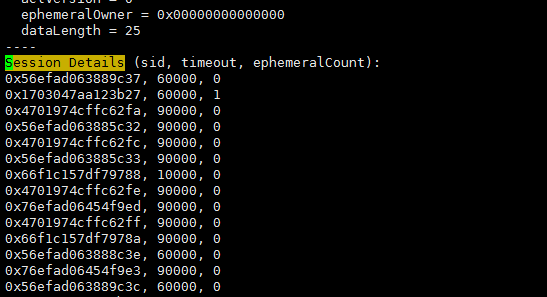 aclVersion = 0
ephemeralOwner = 0x00000000000000
dataLength = 25
----
Session Details (sid, timeout, ephemeralCount):
0x56efad063889c37, 60000, 0
0x1703047aa123b27, 60000, 1
0x4701974cffc62fa, 90000, 0
0x56efad063885c32, 90000, 0
0x4701974cffc62fc, 90000, 0
0x56efad063885c33, 90000, 0
0x66f1c157df79788, 10000, 0
0x4701974cffc62fe, 90000, 0
0x76efad06454f9ed, 90000, 0
0x4701974cffc62ff, 90000, 0
0x66f1c157df7978a, 90000, 0
0x56efad063888c3e, 60000, 0
0x76efad06454f9e3, 90000, 0
0x56efad063889c3c, 60000, 0